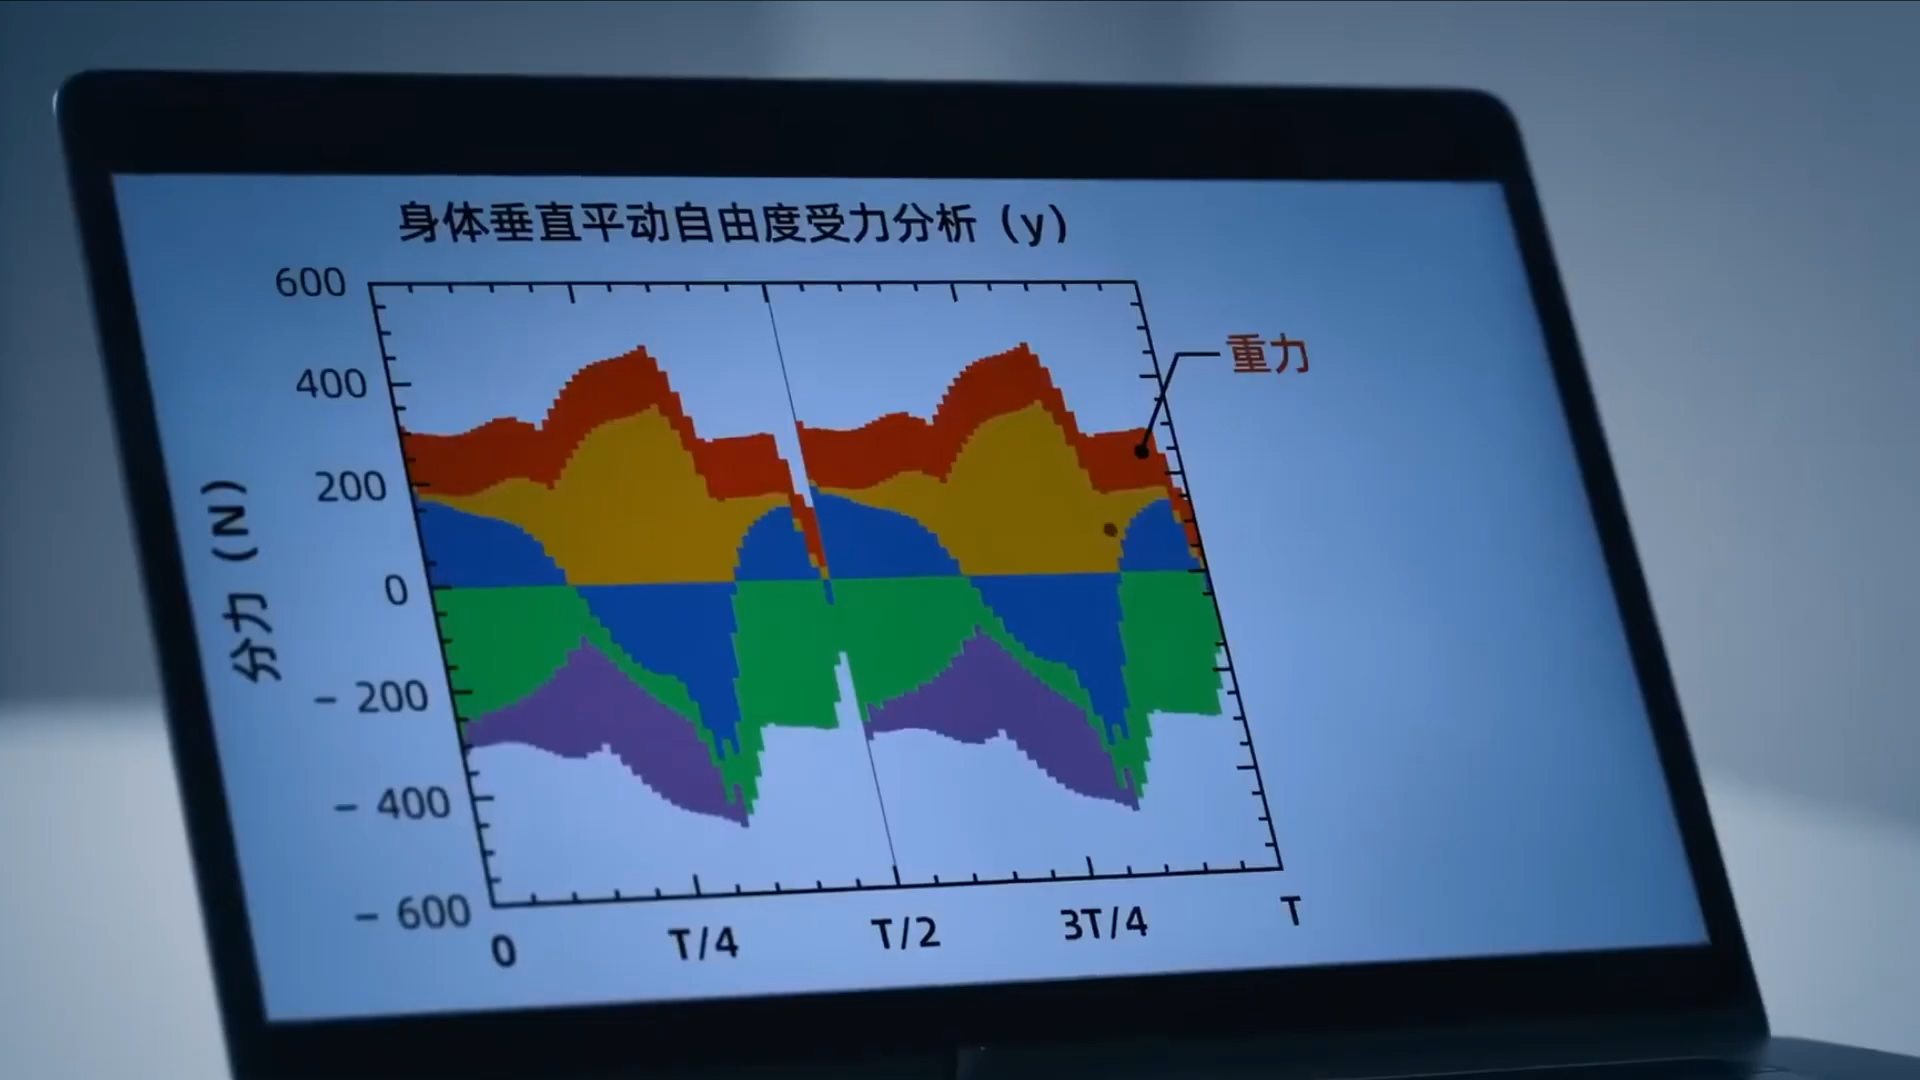 身体垂直平动自由度受力分析（y）
600
400
200
0
- 200
- 400
- 600
分力（N）
重力
0
T/4
T/2
3T/4
T